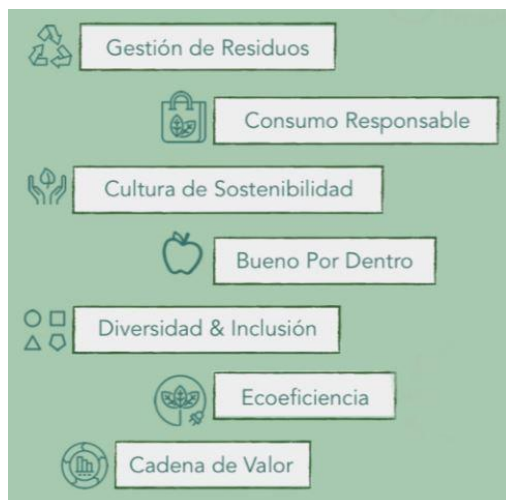 Gestión de Residuos
Consumo Responsable
Cultura de Sostenibilidad
Bueno Por Dentro
Diversidad & Inclusión
Ecoeficiencia
Cadena de Valor